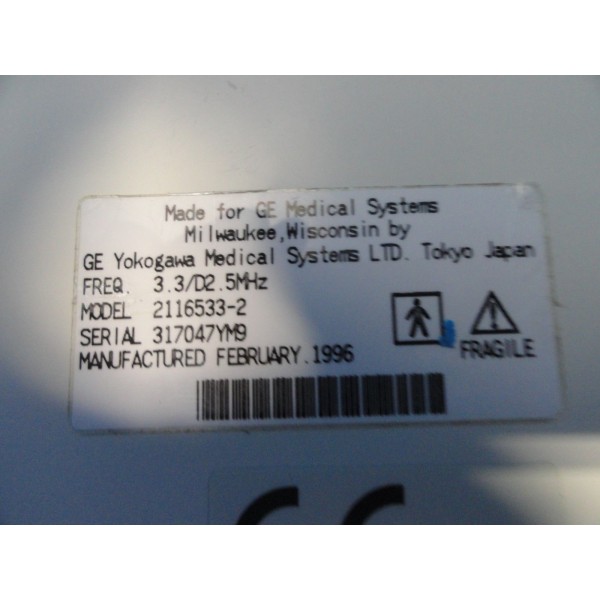 Made for GE Medical Systems
Milwaukee,Wisconsin by
GE Yokogawa Medical Systems LTD. Tokyo Japan
FREQ. 3.3/D2.5MHz
MODEL 2116533-2
SERIAL 317047YM9
MANUFACTURED FEBRUARY.1996
FRAGILE
CE